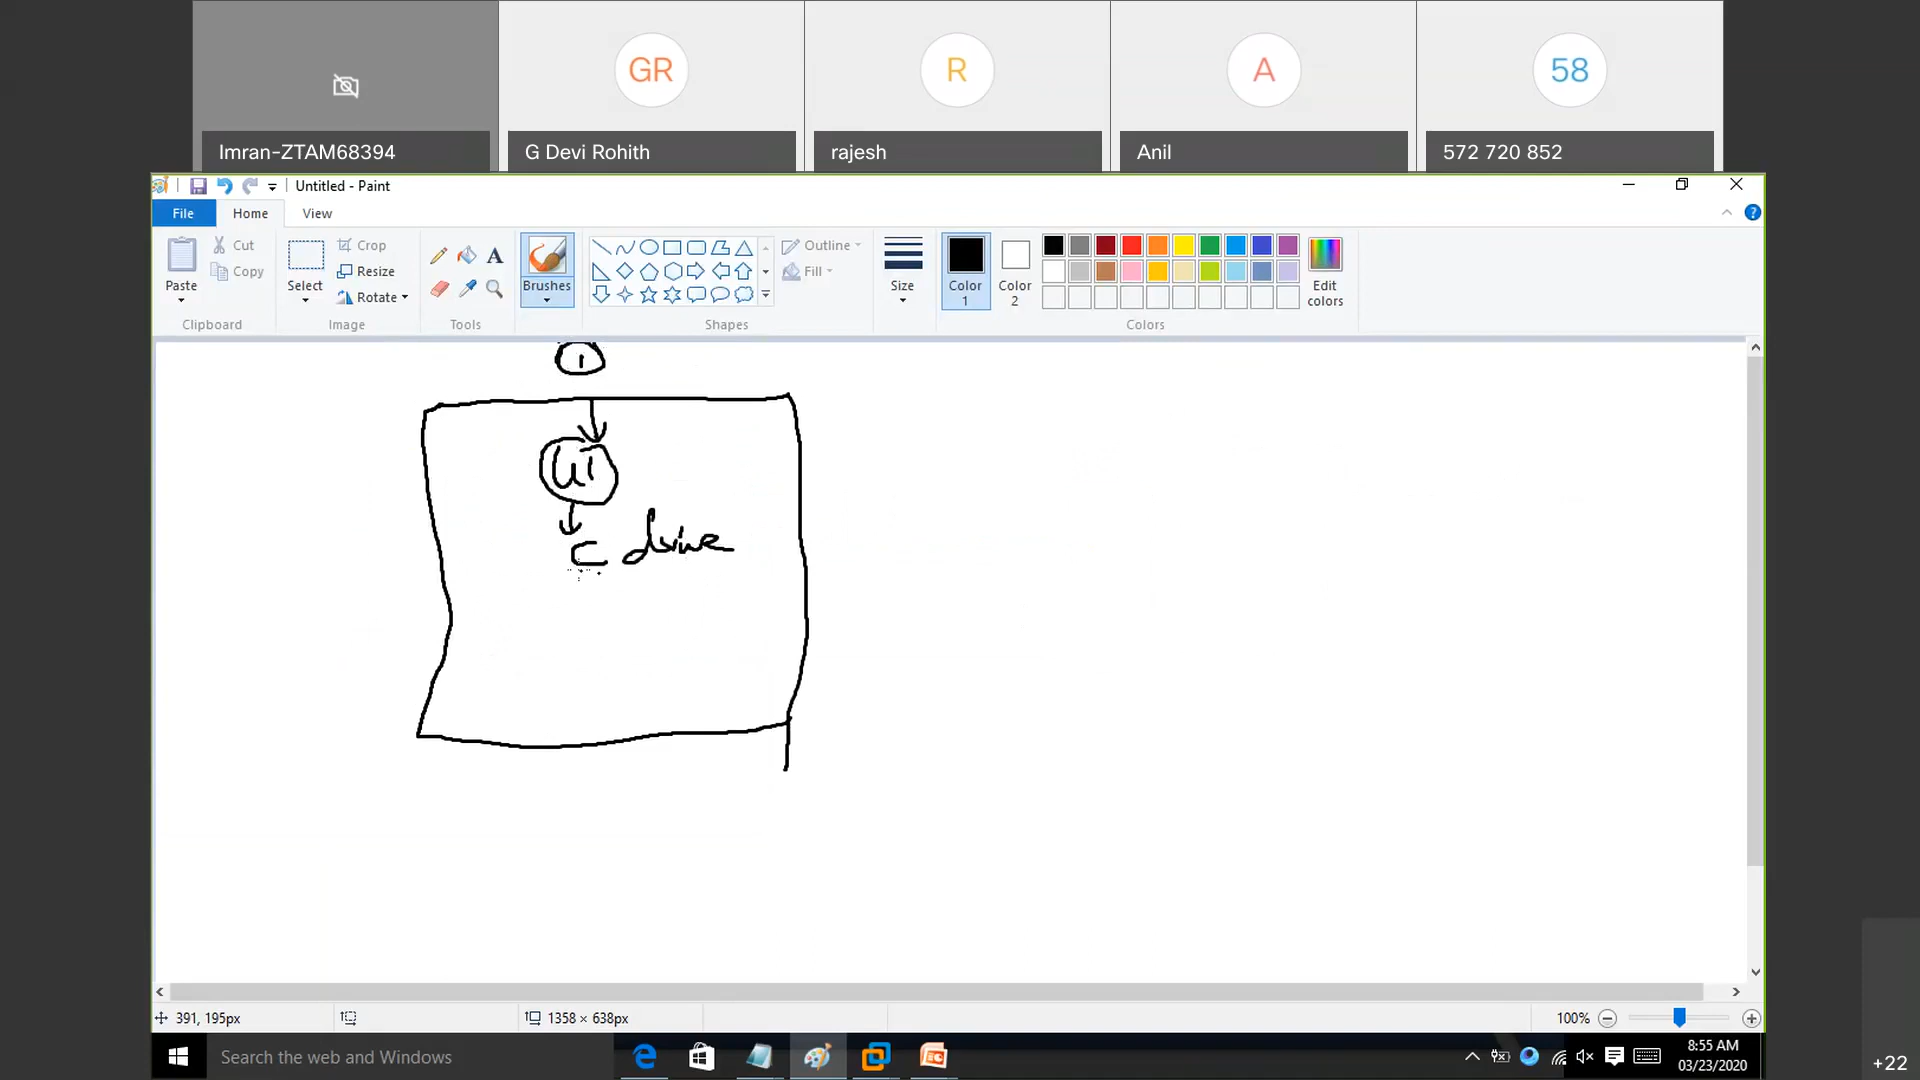 GR R A 58
Imran-ZTAM68394 G Devi Rohith rajesh Anil 572 720 852
Untitled - Paint
File Home View
Cut Crop Outline
Copy Resize Fill
Paste Select Rotate A Brushes Size Color 1 Color 2 Edit colors
Clipboard Image Tools Shapes Colors
1
U1
C drive
391, 195px 1358 × 638px 100%
Search the web and Windows 8:55 AM
03/23/2020
+22